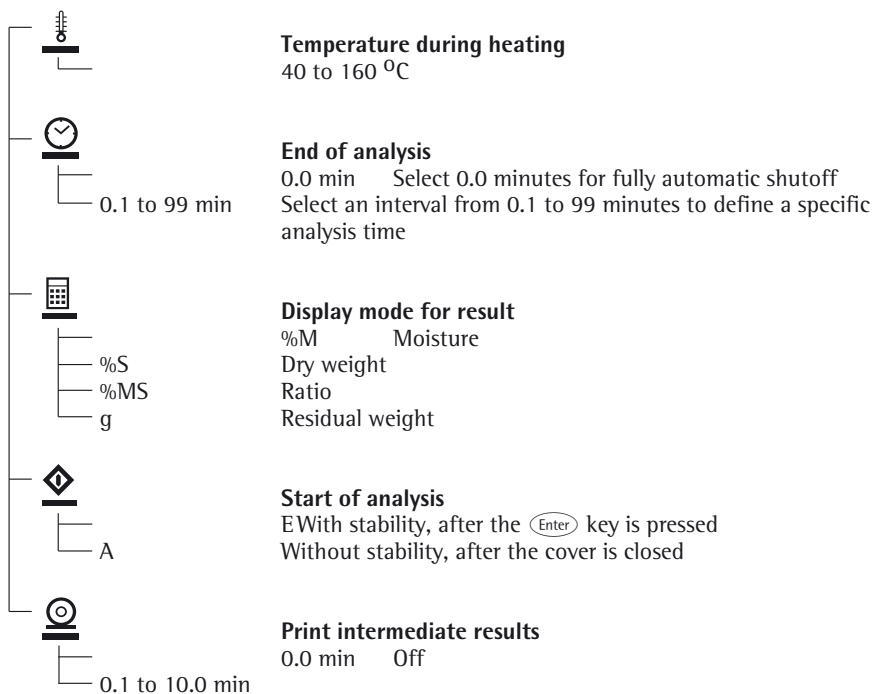 Temperature during heating
40 to 160 °C
End of analysis
0.0 min Select 0.0 minutes for fully automatic shutoff
0.1 to 99 min Select an interval from 0.1 to 99 minutes to define a specific
analysis time
Display mode for result
%M Moisture
%S Dry weight
%MS Ratio
g Residual weight
Start of analysis
EWith stability, after the Enter key is pressed
A Without stability, after the cover is closed
Print intermediate results
0.0 min Off
0.1 to 10.0 min